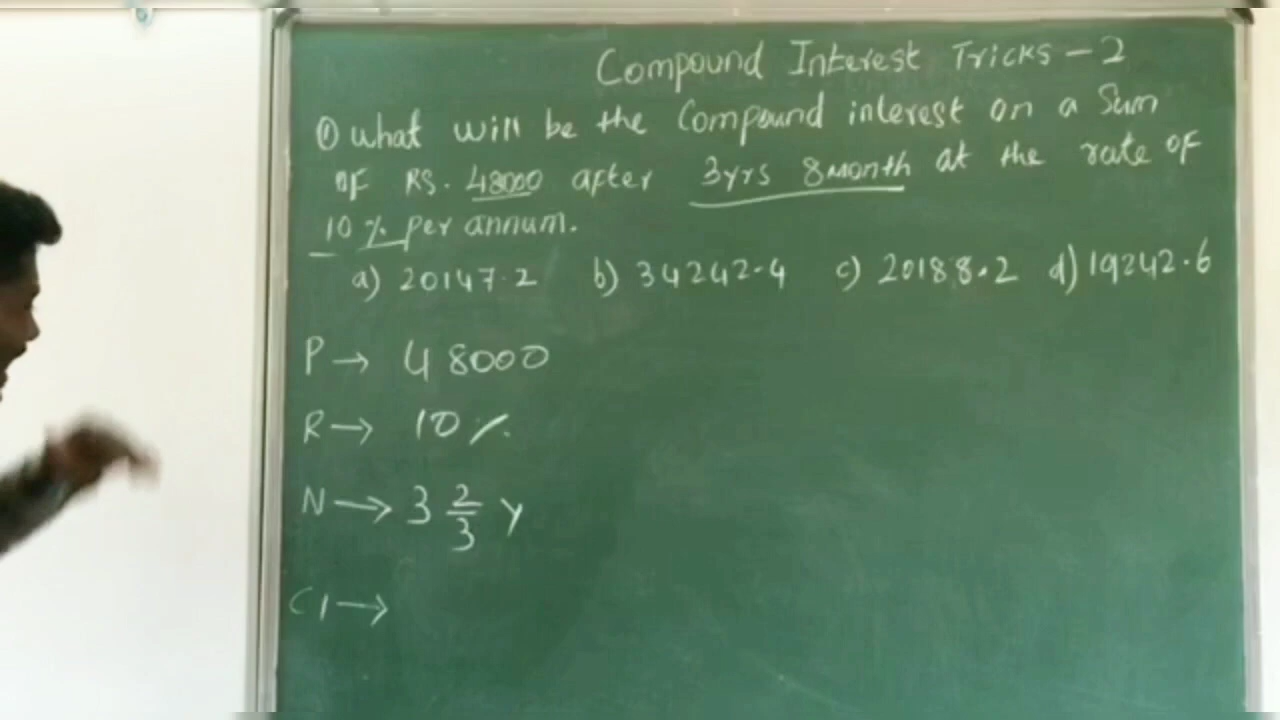 Compound Interest Tricks - 2
① What will be the Compound interest on a Sum
of RS. 48000 after 3yrs 8month at the rate of
10 % per annum.
a) 20147.2 b) 34242.4 c) 20188.2 d) 19242.6
P → 48000
R → 10 %
N → 3 2/3 y
CI →